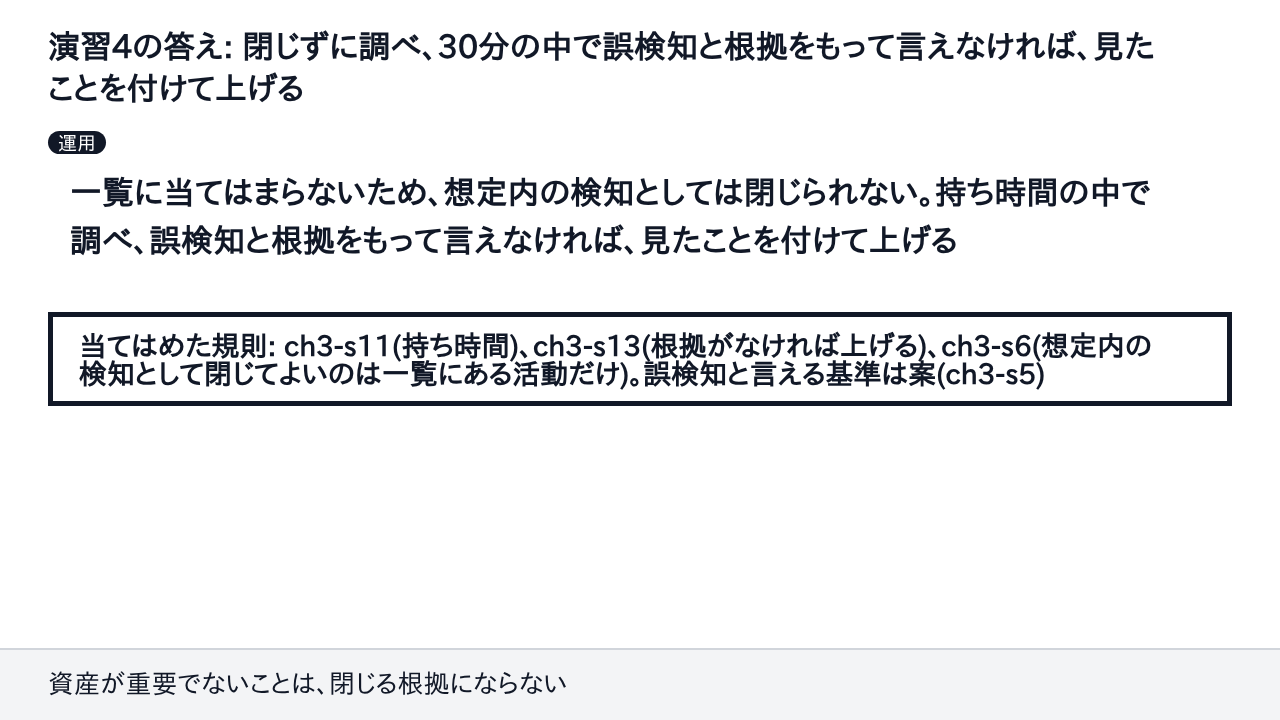 演習4の答え: 閉じずに調べ、30分の中で誤検知と根拠をもって言えなければ、見た
ことを付けて上げる
運用
一覧に当てはまらないため、想定内の検知としては閉じられない。持ち時間の中で
調べ、誤検知と根拠をもって言えなければ、見たことを付けて上げる
当てはめた規則: ch3-s11(持ち時間)、ch3-s13(根拠がなければ上げる)、ch3-s6(想定内の
検知として閉じてよいのは一覧にある活動だけ)。誤検知と言える基準は案(ch3-s5)
資産が重要でないことは、閉じる根拠にならない